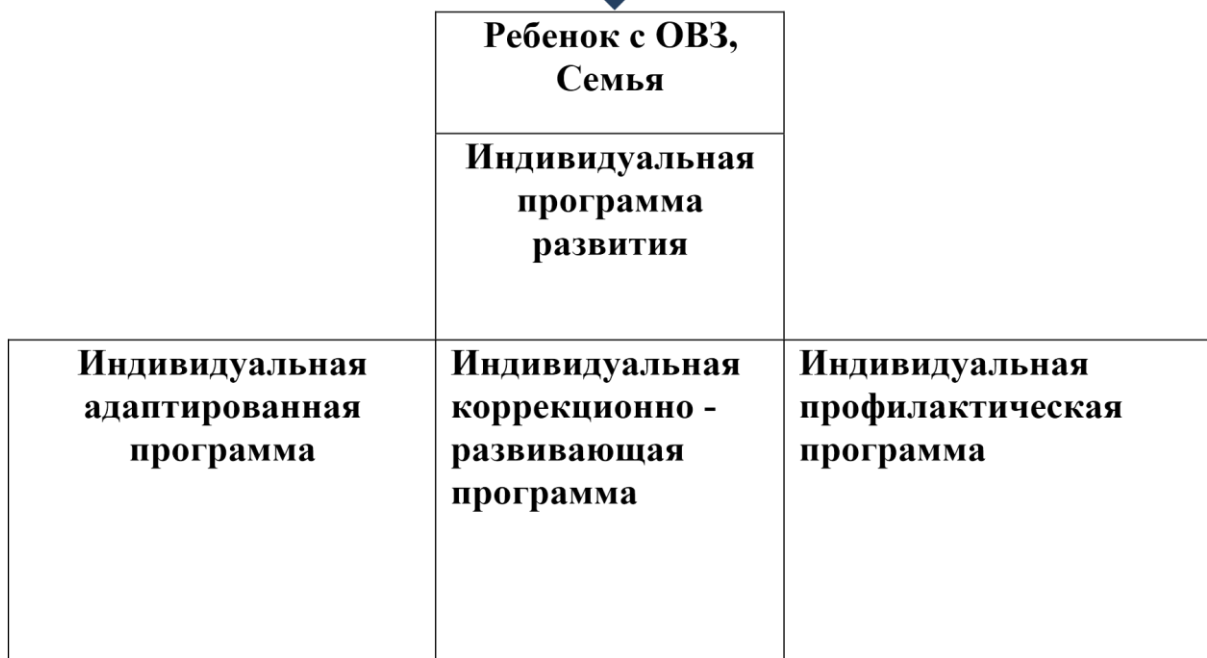 Ребенок с ОВЗ,
Семья
Индивидуальная
программа
развития
Индивидуальная
адаптированная
программа
Индивидуальная
коррекционно -
развивающая
программа
Индивидуальная
профилактическая
программа